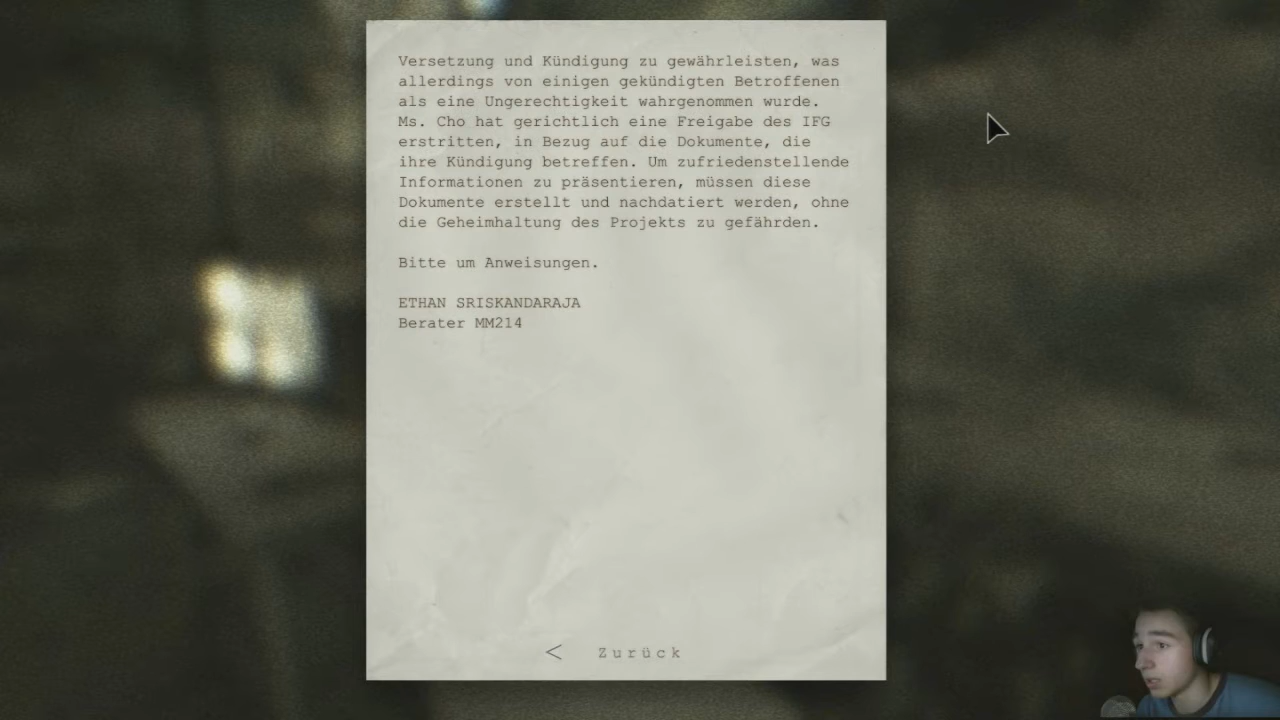 Versetzung und Kündigung zu gewährleisten, was
allerdings von einigen gekündigten Betroffenen
als eine Ungerechtigkeit wahrgenommen wurde.
Ms. Cho hat gerichtlich eine Freigabe des IFG
erstritten, in Bezug auf die Dokumente, die
ihre Kündigung betreffen. Um zufriedenstellende
Informationen zu präsentieren, müssen diese
Dokumente erstellt und nachdatiert werden, ohne
die Geheimhaltung des Projekts zu gefährden.
Bitte um Anweisungen.
ETHAN SRISKANDARAJA
Berater MM214
< Zurück